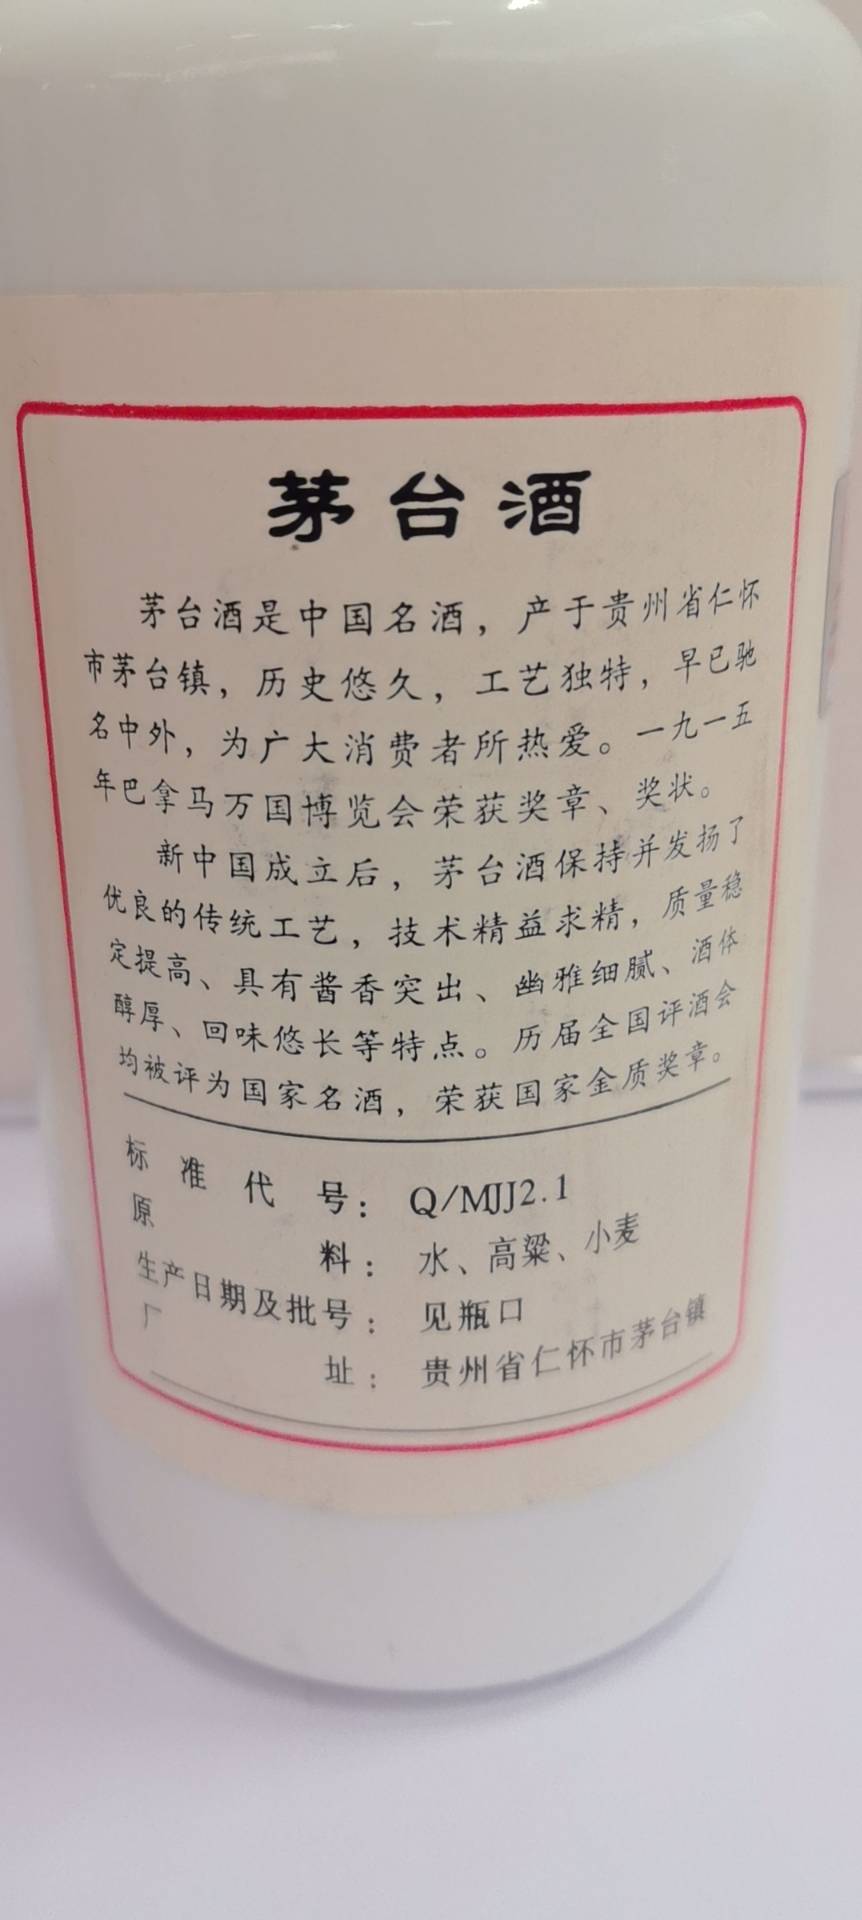 茅台酒
茅台酒是中国名酒，产于贵州省仁怀
市茅台镇，历史悠久，工艺独特，早已驰
名中外，为广大消费者所热爱。一九一五
年巴拿马万国博览会荣获奖章、奖状。
新中国成立后，茅台酒保持并发扬了
优良的传统工艺，技术精益求精，质量稳
定提高、具有酱香突出、幽雅细腻、酒体
醇厚、回味悠长等特点。历届全国评酒会
均被评为国家名酒，荣获国家金质奖章。
标准代号：Q/MJJ2.1
原料：水、高粱、小麦
生产日期及批号：见瓶口
厂址：贵州省仁怀市茅台镇